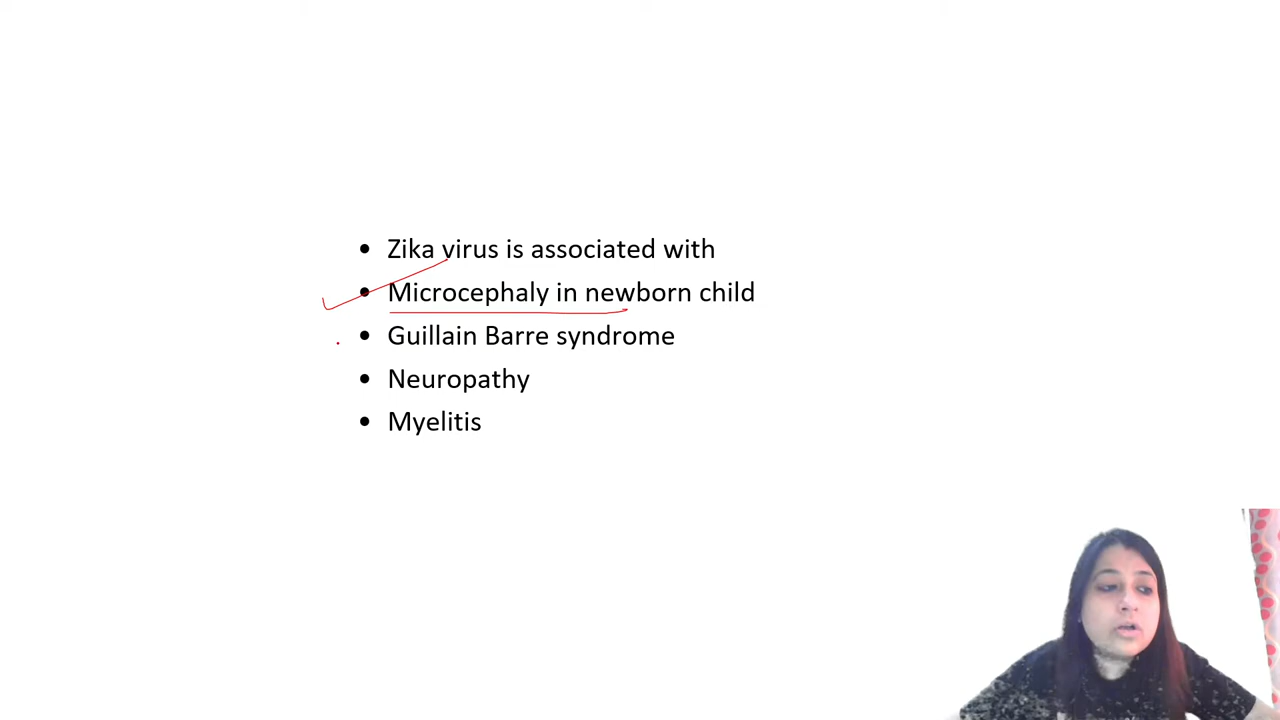 • Zika virus is associated with
• Microcephaly in newborn child
• Guillain Barre syndrome
• Neuropathy
• Myelitis